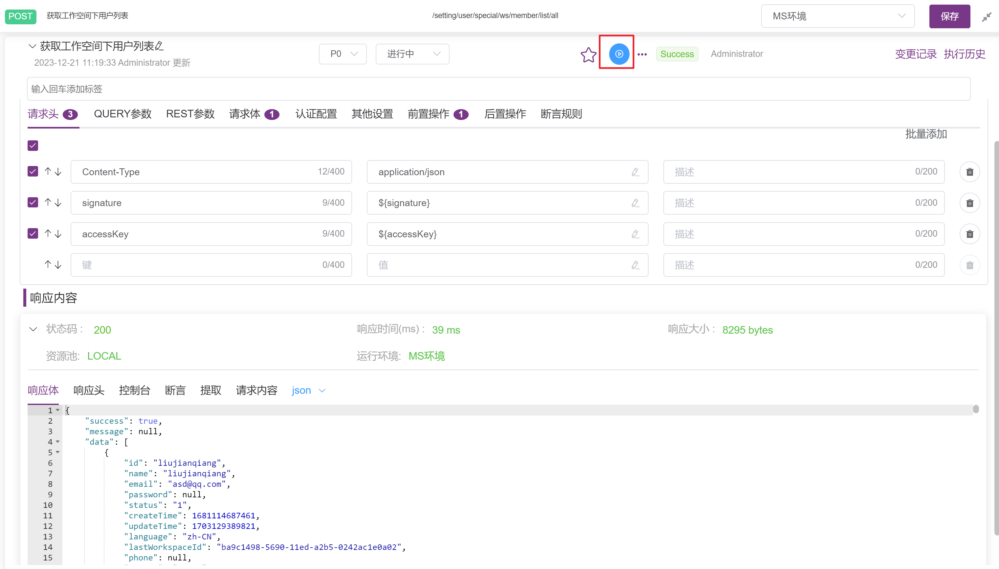 POST 获取工作空间下用户列表 /setting/user/special/ws/member/list/all MS环境 保存
获取工作空间下用户列表 P0 进行中 Success Administrator 变更记录 执行历史
2023-12-21 11:19:33 Administrator 更新
输入回车添加标签
请求头 3 QUERY参数 REST参数 请求体 1 认证配置 其他设置 前置操作 1 后置操作 断言规则
批量添加
Content-Type 12/400 application/json 描述 0/200
signature 9/400 ${signature} 描述 0/200
accessKey 9/400 ${accessKey} 描述 0/200
键 0/400 值 描述 0/200
响应内容
状态码 : 200 响应时间(ms) : 39 ms 响应大小 : 8295 bytes
资源池: LOCAL 运行环境: MS环境
响应体 响应头 控制台 断言 提取 请求内容 json
1 {
2 "success": true,
3 "message": null,
4 "data": [
5 {
6 "id": "liujianqiang",
7 "name": "liujianqiang",
8 "email": "asd@qq.com",
9 "password": null,
10 "status": "1",
11 "createTime": 1681114687461,
12 "updateTime": 1703129389821,
13 "language": "zh-CN",
14 "lastWorkspaceId": "ba9c1498-5690-11ed-a2b5-0242ac1e0a02",
15 "phone": null,